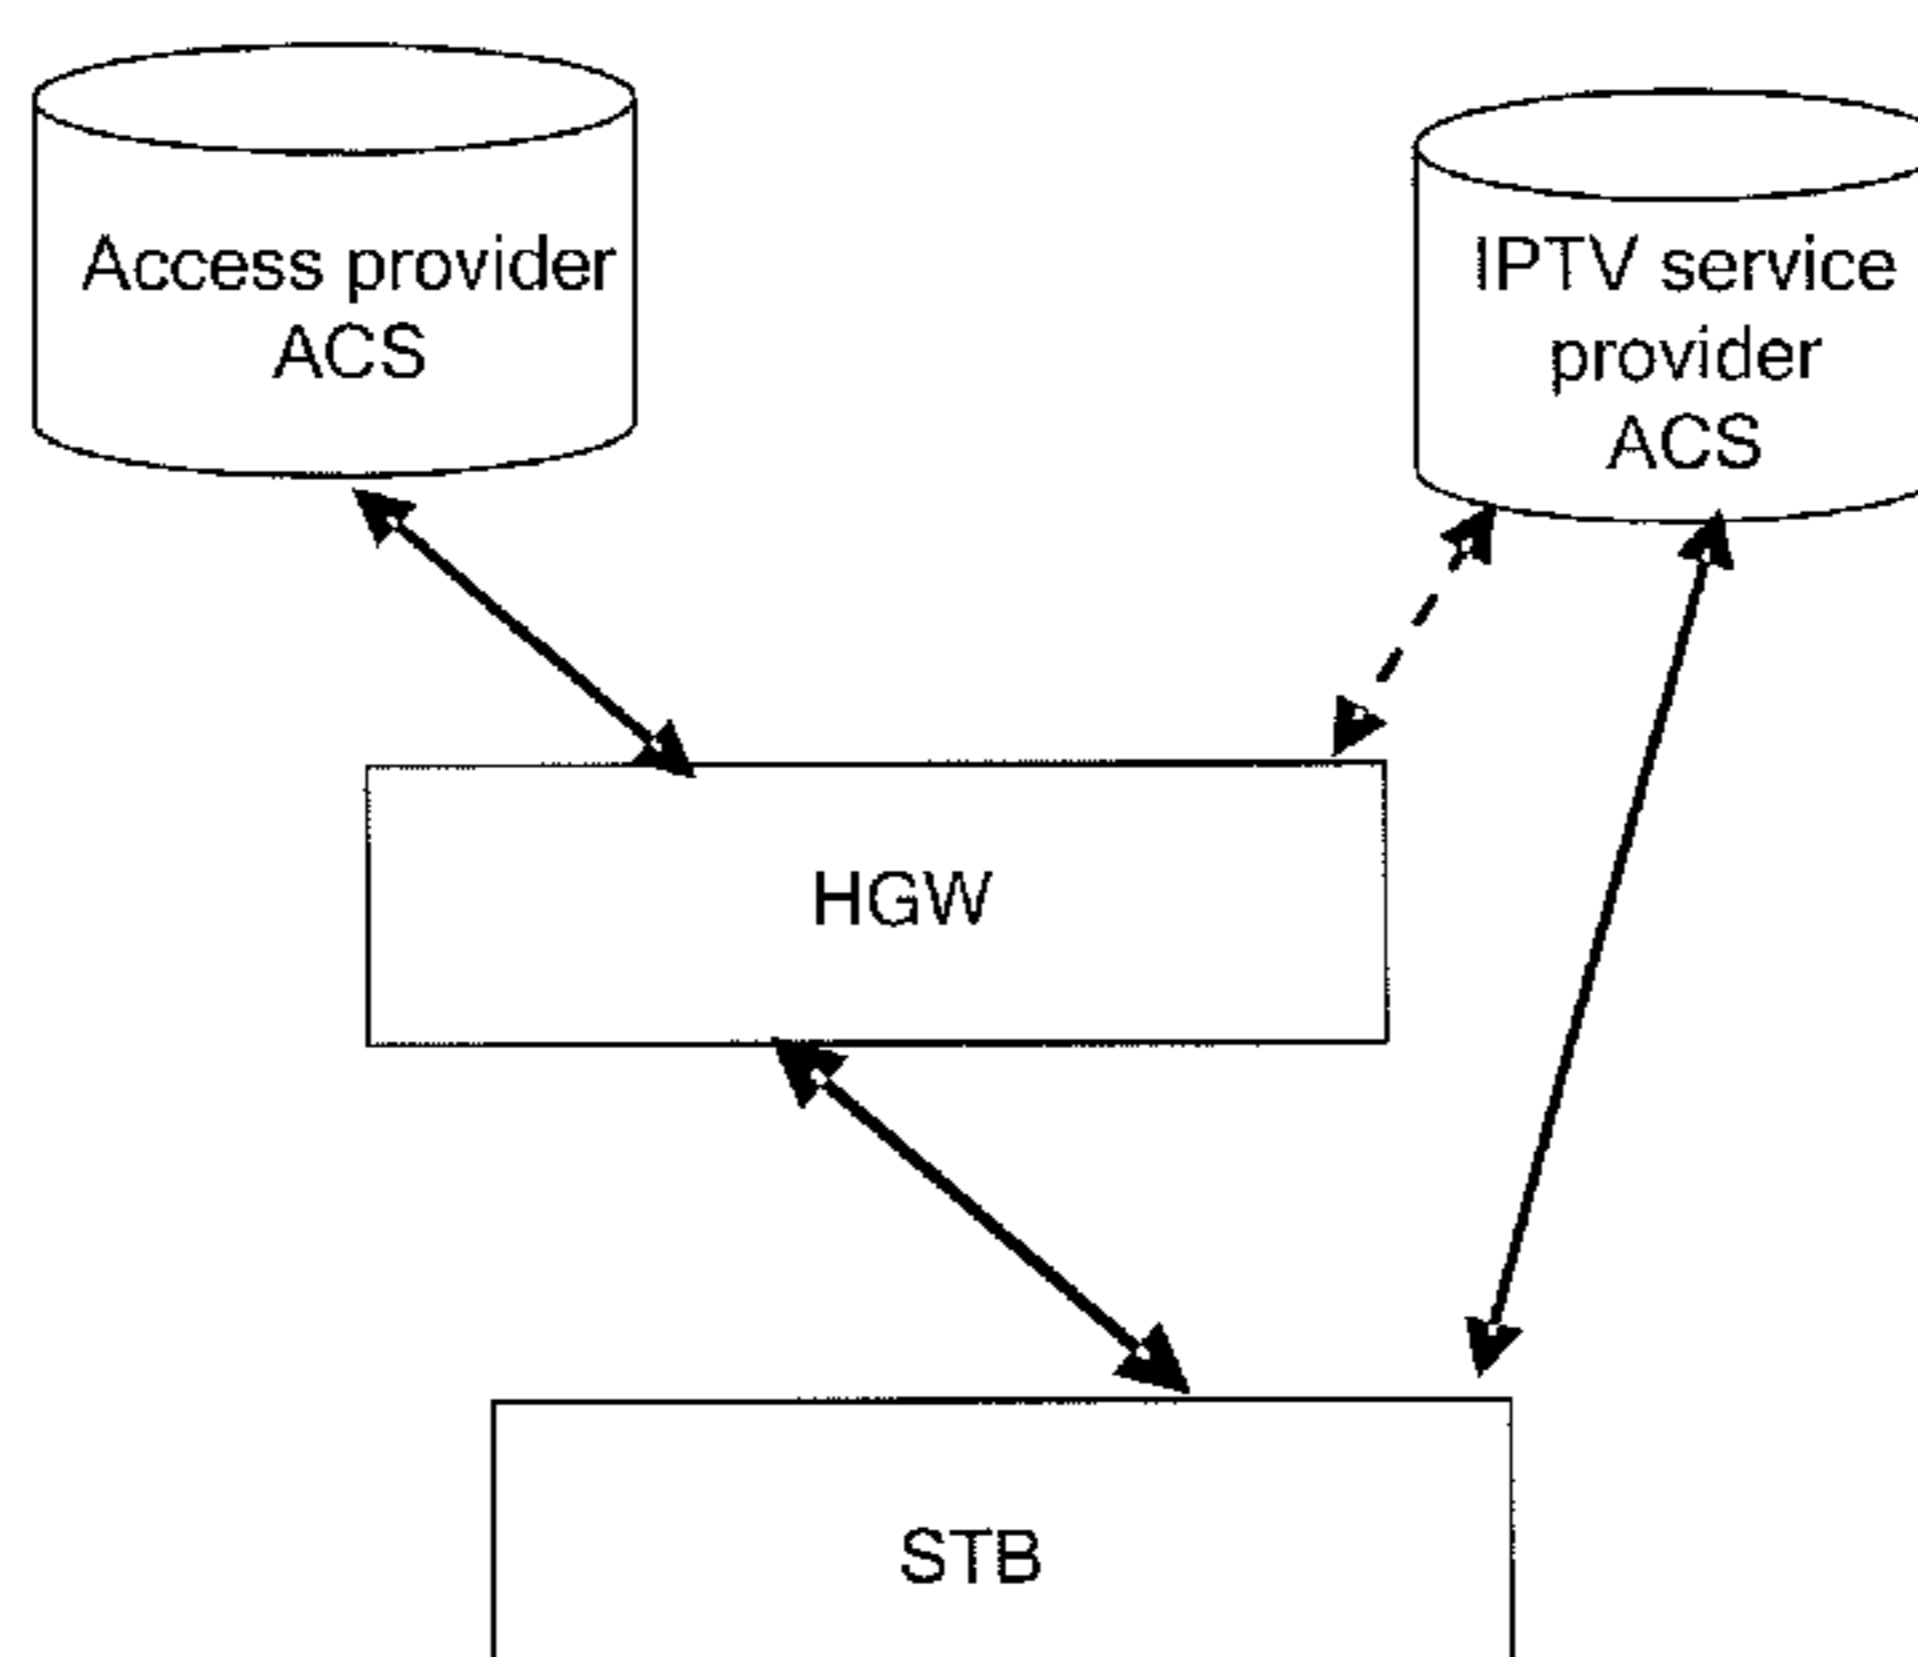 Access provider
ACS
IPTV service
provider
ACS
HGW
STB